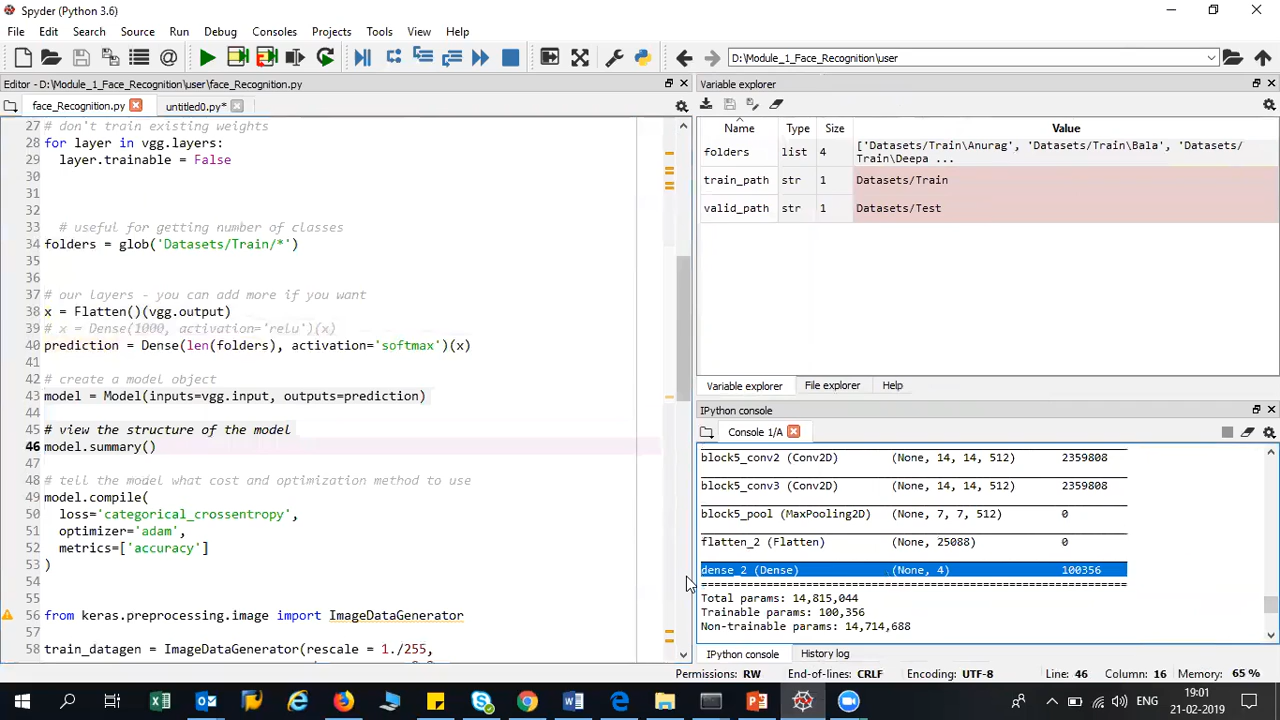 Spyder (Python 3.6)
File Edit Search Source Run Debug Consoles Projects Tools View Help
D:\Module_1_Face_Recognition\user
Editor - D:\Module_1_Face_Recognition\user\face_Recognition.py
face_Recognition.py untitled0.py*
27 # don't train existing weights
28 for layer in vgg.layers:
29 layer.trainable = False
30
31
32
33 # useful for getting number of classes
34 folders = glob('Datasets/Train/*')
35
36
37 # our layers - you can add more if you want
38 x = Flatten()(vgg.output)
39 # x = Dense(1000, activation='relu')(x)
40 prediction = Dense(len(folders), activation='softmax')(x)
41
42 # create a model object
43 model = Model(inputs=vgg.input, outputs=prediction)
44
45 # view the structure of the model
46 model.summary()
47
48 # tell the model what cost and optimization method to use
49 model.compile(
50 loss='categorical_crossentropy',
51 optimizer='adam',
52 metrics=['accuracy']
53 )
54
55
56 from keras.preprocessing.image import ImageDataGenerator
57
58 train_datagen = ImageDataGenerator(rescale = 1./255,
Variable explorer
Name Type Size Value
folders list 4 ['Datasets/Train\Anurag', 'Datasets/Train\Bala', 'Datasets/
Train\Deepa ...
train_path str 1 Datasets/Train
valid_path str 1 Datasets/Test
Variable explorer File explorer Help
IPython console
Console 1/A
block5_conv2 (Conv2D) (None, 14, 14, 512) 2359808
block5_conv3 (Conv2D) (None, 14, 14, 512) 2359808
block5_pool (MaxPooling2D) (None, 7, 7, 512) 0
flatten_2 (Flatten) (None, 25088) 0
dense_2 (Dense) (None, 4) 100356
Total params: 14,815,044
Trainable params: 100,356
Non-trainable params: 14,714,688
IPython console History log
Permissions: RW End-of-lines: CRLF Encoding: UTF-8 Line: 46 Column: 16 Memory: 65 %
ENG
19:01
21-02-2019